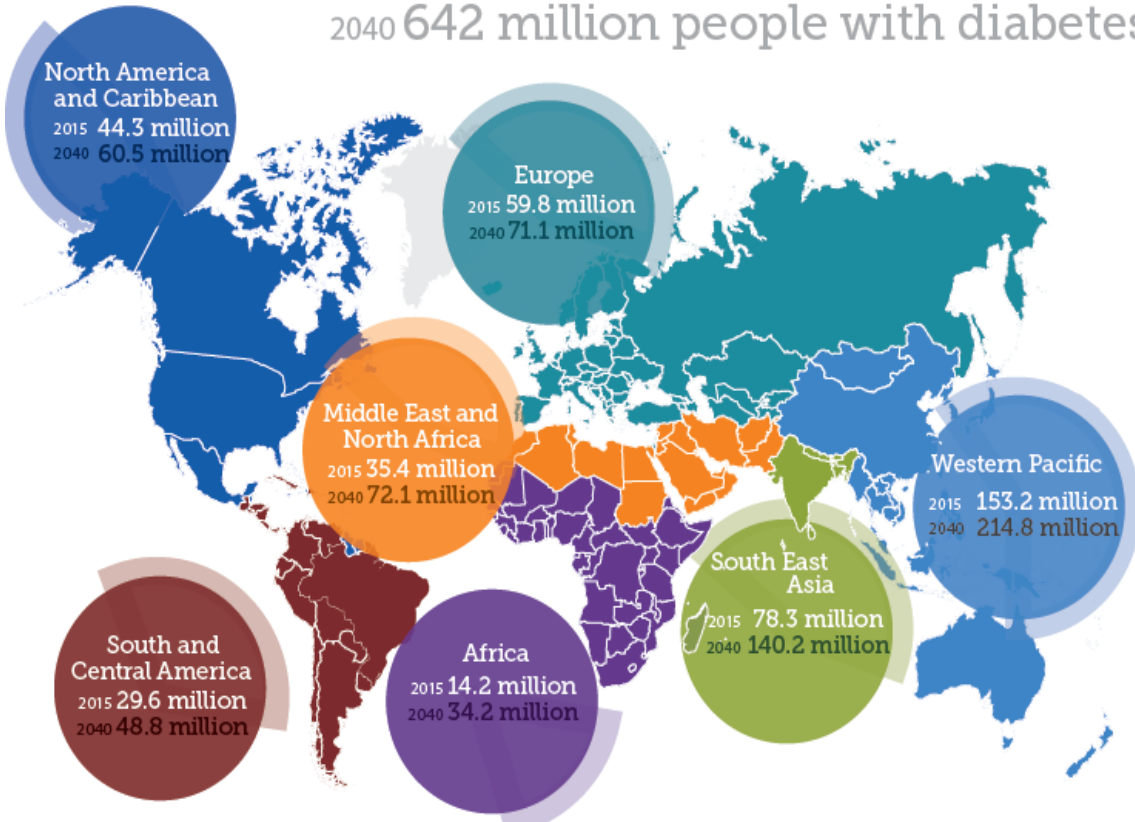 2040 642 million people with diabetes
North America
and Caribbean
2015 44.3 million
2040 60.5 million
Europe
2015 59.8 million
2040 71.1 million
Middle East and
North Africa
2015 35.4 million
2040 72.1 million
Western Pacific
2015 153.2 million
2040 214.8 million
South East
Asia
2015 78.3 million
2040 140.2 million
South and
Central America
2015 29.6 million
2040 48.8 million
Africa
2015 14.2 million
2040 34.2 million